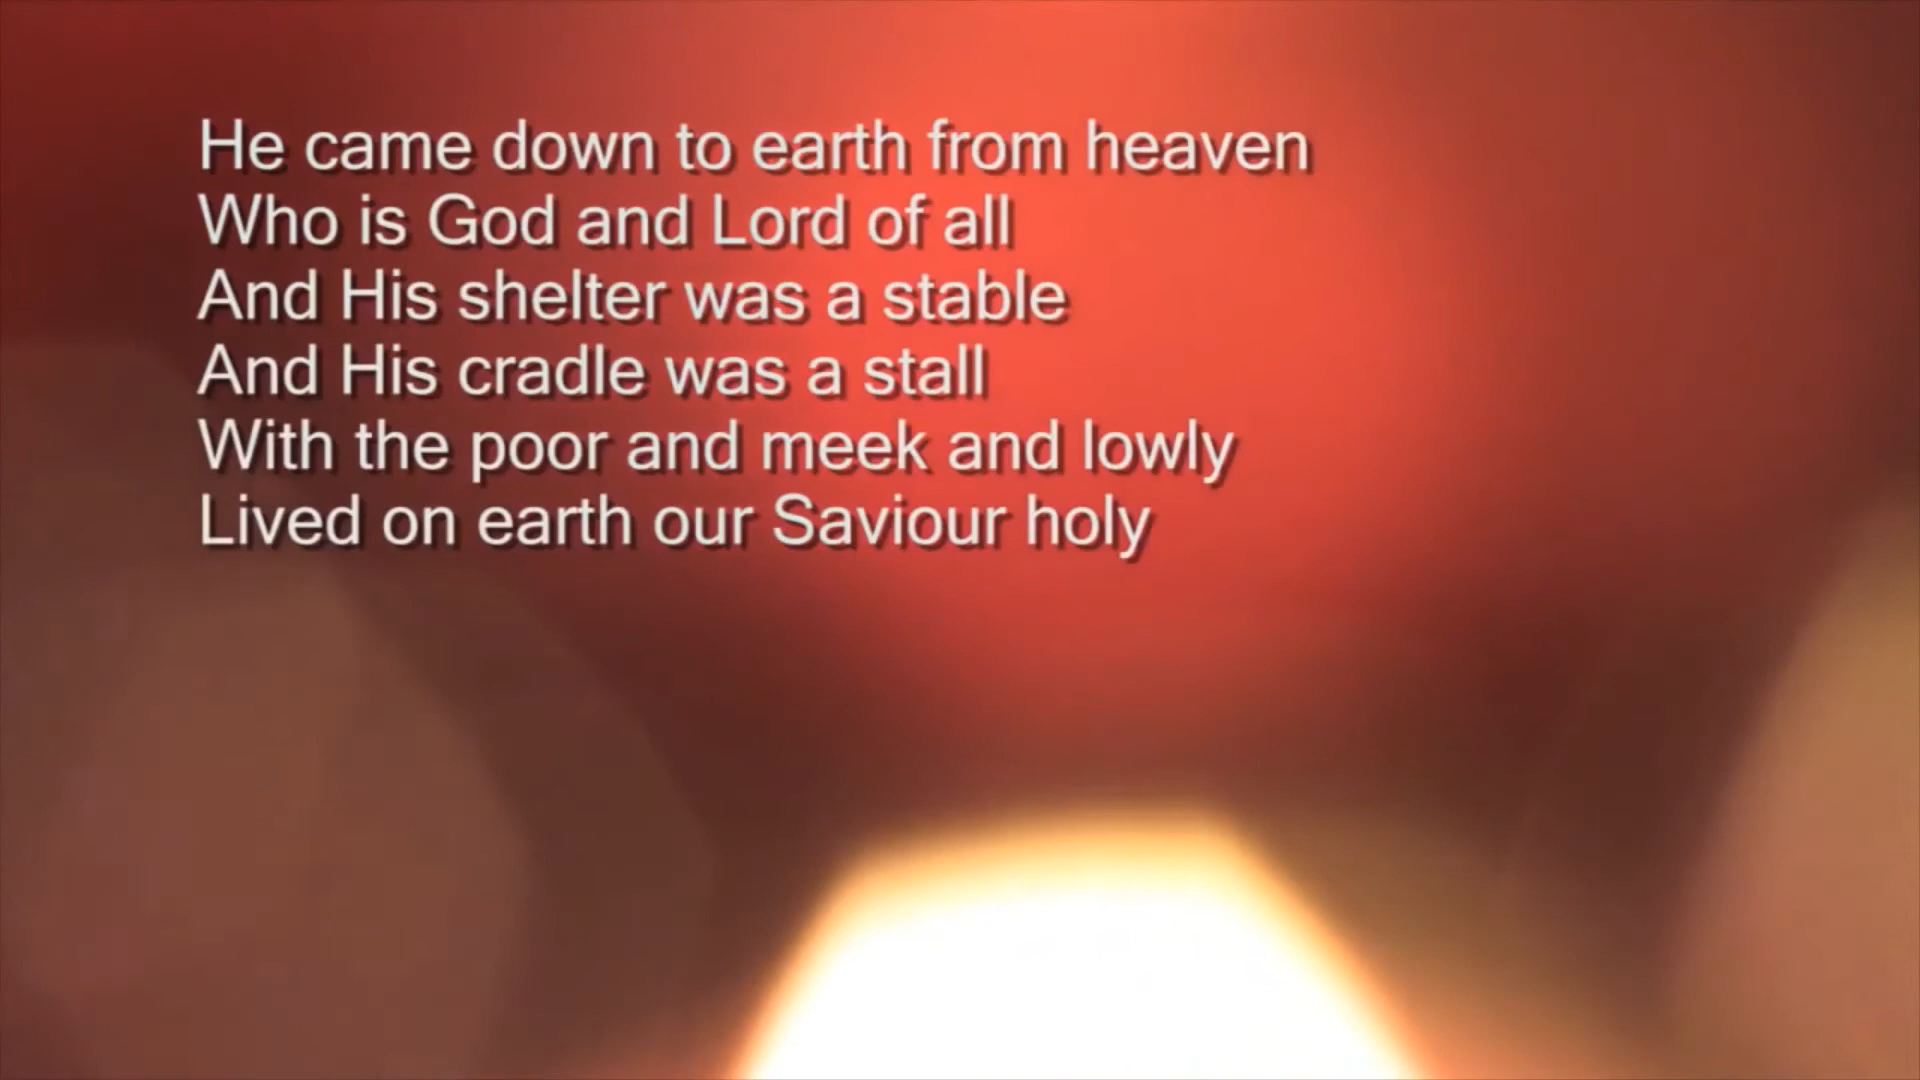 He came down to earth from heaven
Who is God and Lord of all
And His shelter was a stable
And His cradle was a stall
With the poor and meek and lowly
Lived on earth our Saviour holy